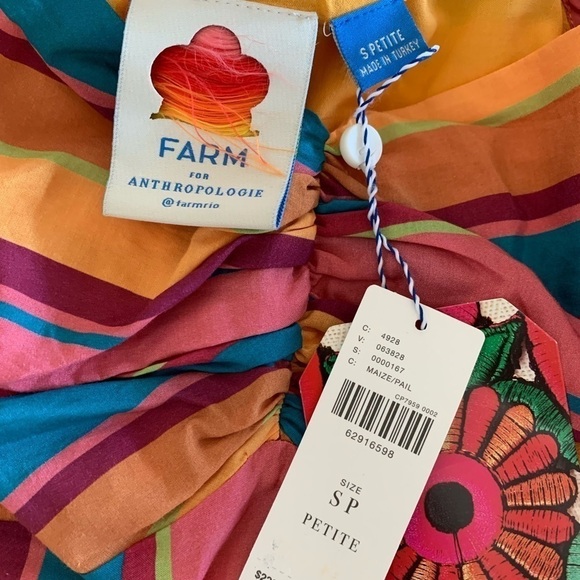 FARM
FOR
ANTHROPOLOGIE
@farmrio
S PETITE
MADE IN TURKEY
C: 4928
V: 063828
S: 0000167
C: MAIZE/PAIL
CP7959 0002
62916598
SIZE
SP
PETITE